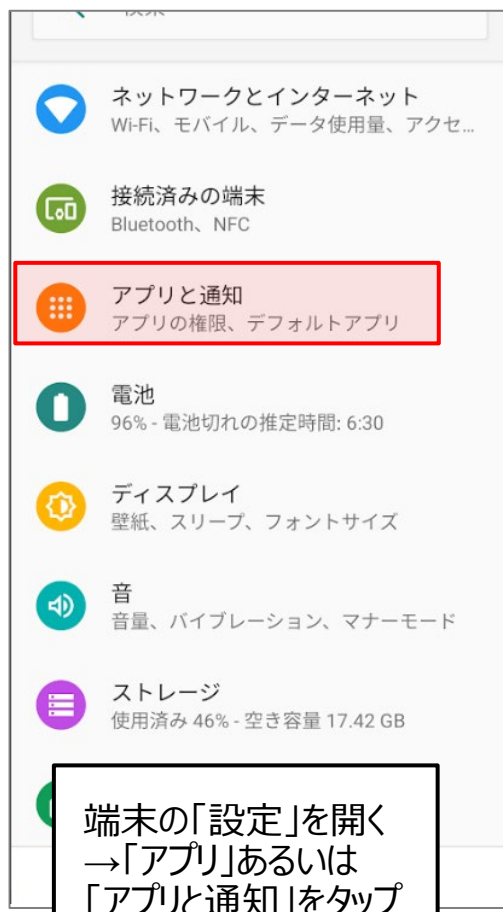 ネットワークとインターネット
Wi-Fi、モバイル、データ使用量、アクセ...
接続済みの端末
Bluetooth、NFC
アプリと通知
アプリの権限、デフォルトアプリ
電池
96% - 電池切れの推定時間: 6:30
ディスプレイ
壁紙、スリープ、フォントサイズ
音
音量、バイブレーション、マナーモード
ストレージ
使用済み 46% - 空き容量 17.42 GB
端末の「設定」を開く
→「アプリ」あるいは
「アプリと通知」をタップ